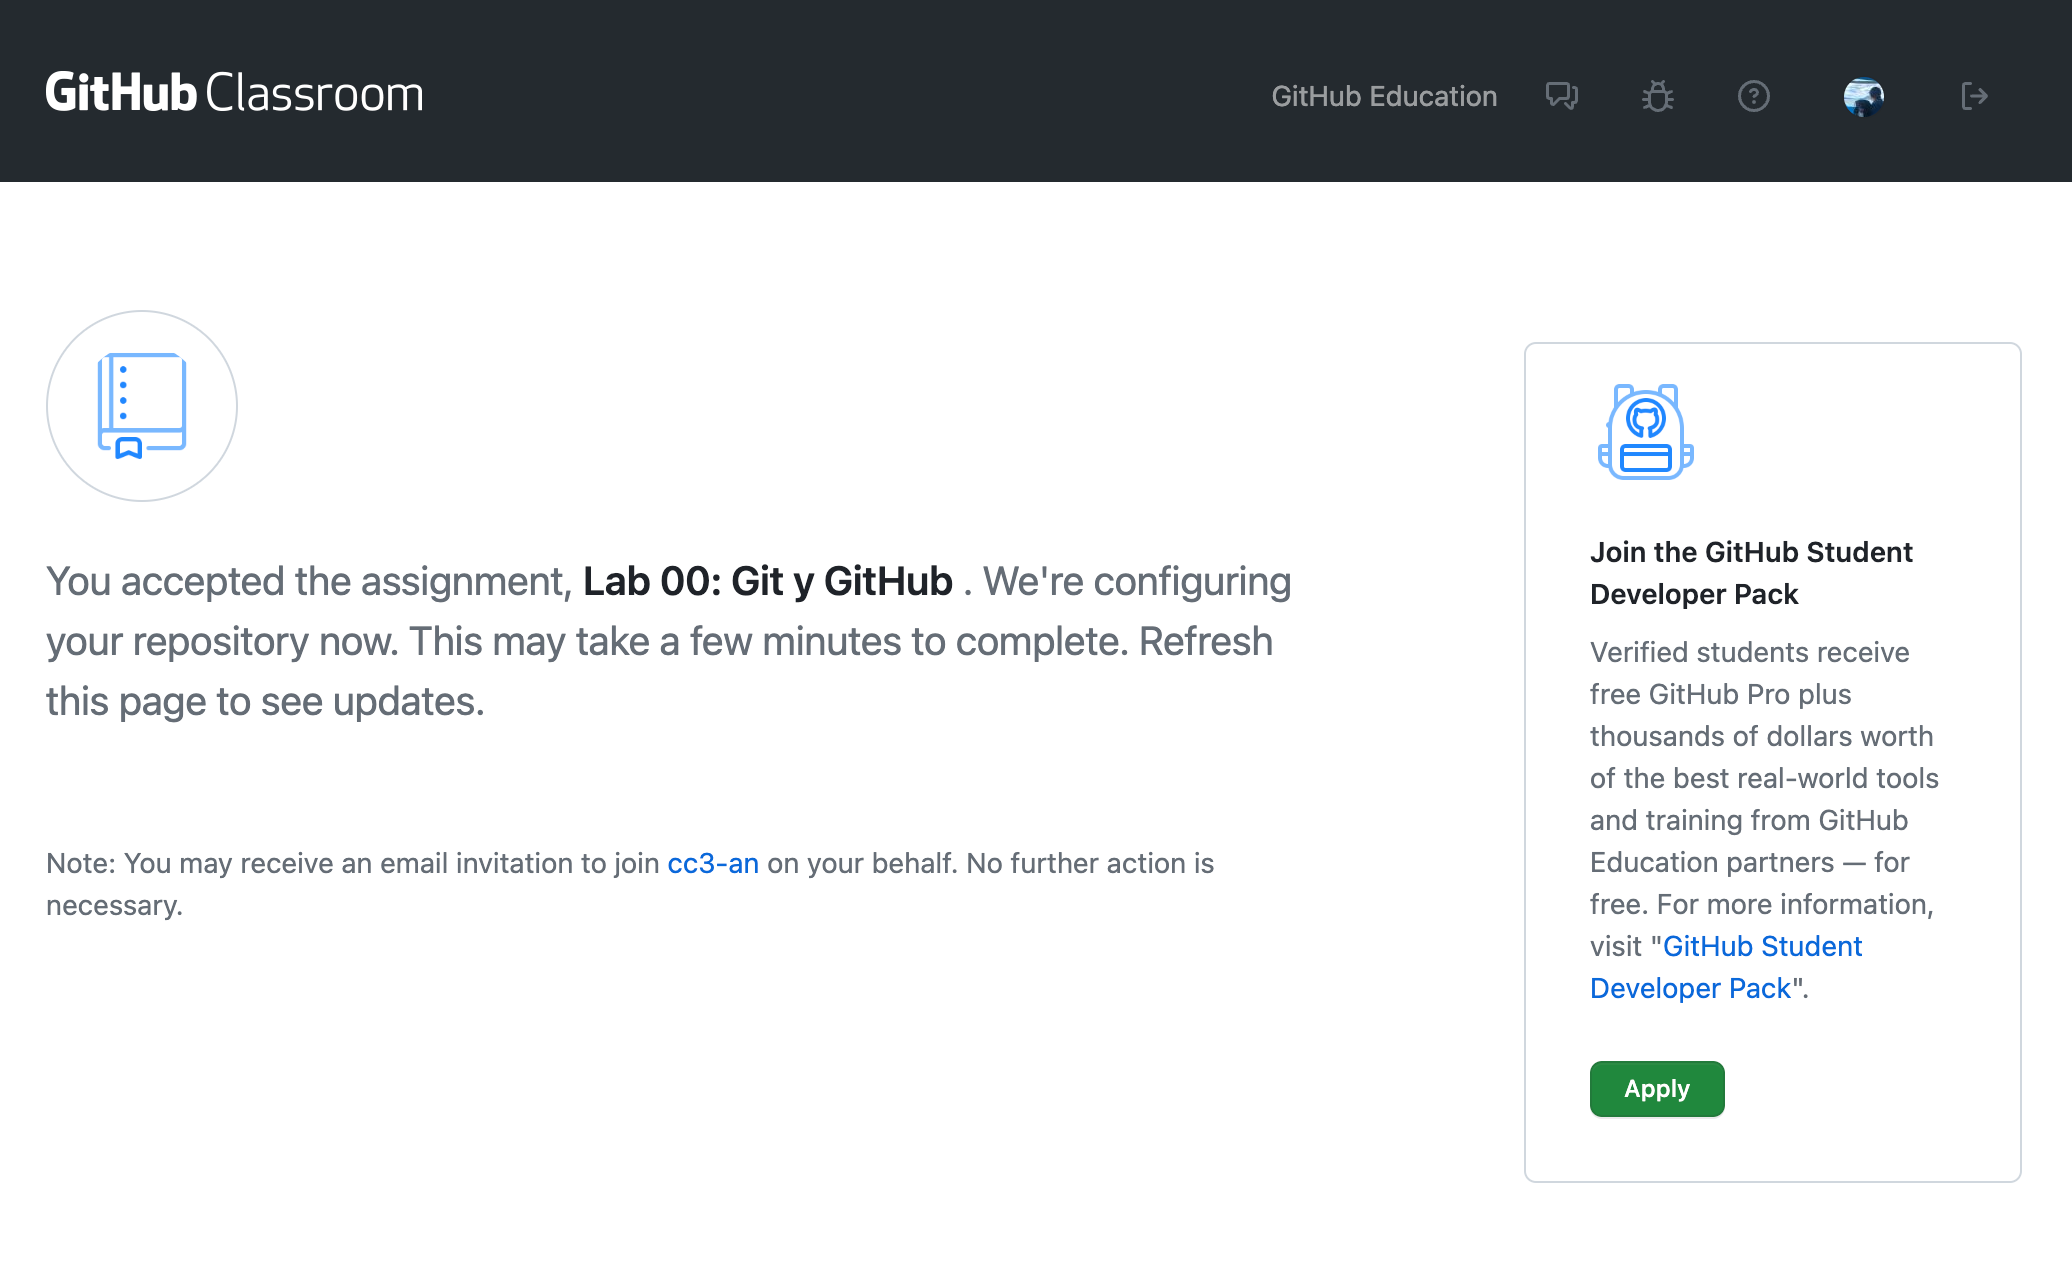 GitHub Classroom
GitHub Education
You accepted the assignment, Lab 00: Git y GitHub . We're configuring
your repository now. This may take a few minutes to complete. Refresh
this page to see updates.
Note: You may receive an email invitation to join cc3-an on your behalf. No further action is
necessary.
Join the GitHub Student
Developer Pack
Verified students receive
free GitHub Pro plus
thousands of dollars worth
of the best real-world tools
and training from GitHub
Education partners — for
free. For more information,
visit "GitHub Student
Developer Pack".
Apply